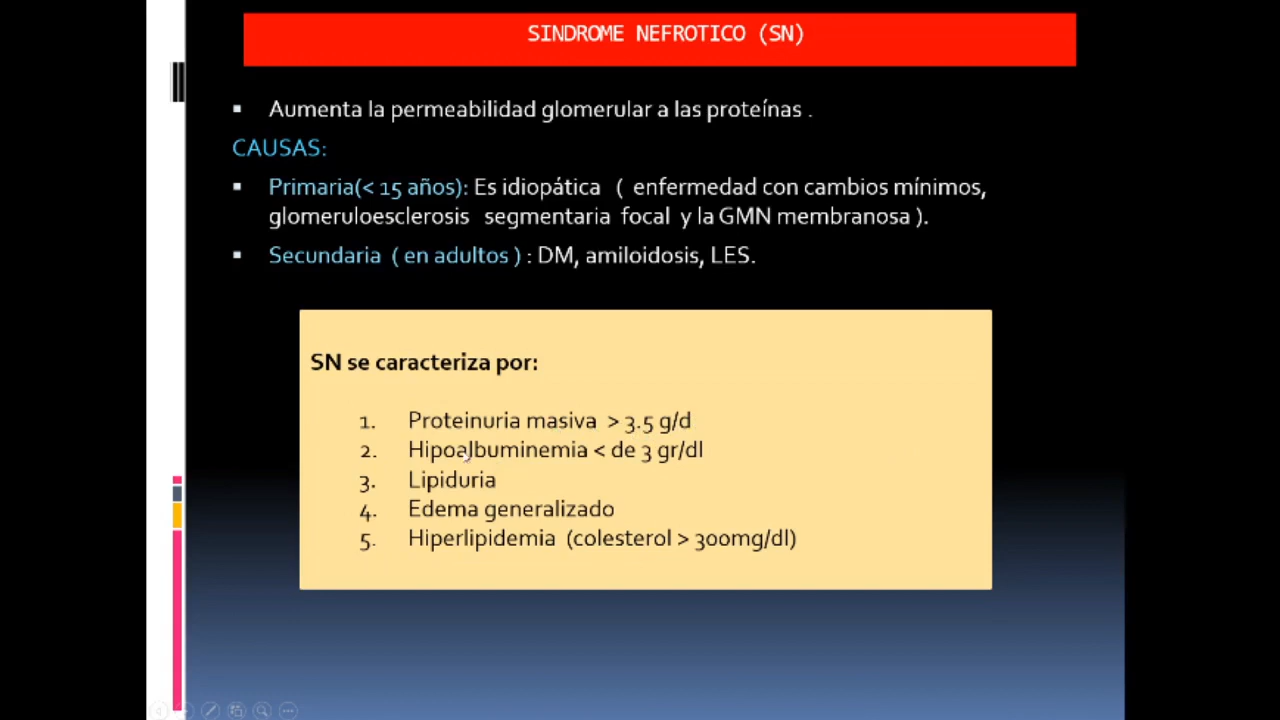 SINDROME NEFROTICO (SN)
Aumenta la permeabilidad glomerular a las proteínas .
CAUSAS:
Primaria(< 15 años): Es idiopática ( enfermedad con cambios mínimos,
glomeruloesclerosis segmentaria focal y la GMN membranosa ).
Secundaria ( en adultos ) : DM, amiloidosis, LES.
SN se caracteriza por:
1. Proteinuria masiva > 3.5 g/d
2. Hipoalbuminemia < de 3 gr/dl
3. Lipiduria
4. Edema generalizado
5. Hiperlipidemia (colesterol > 300mg/dl)